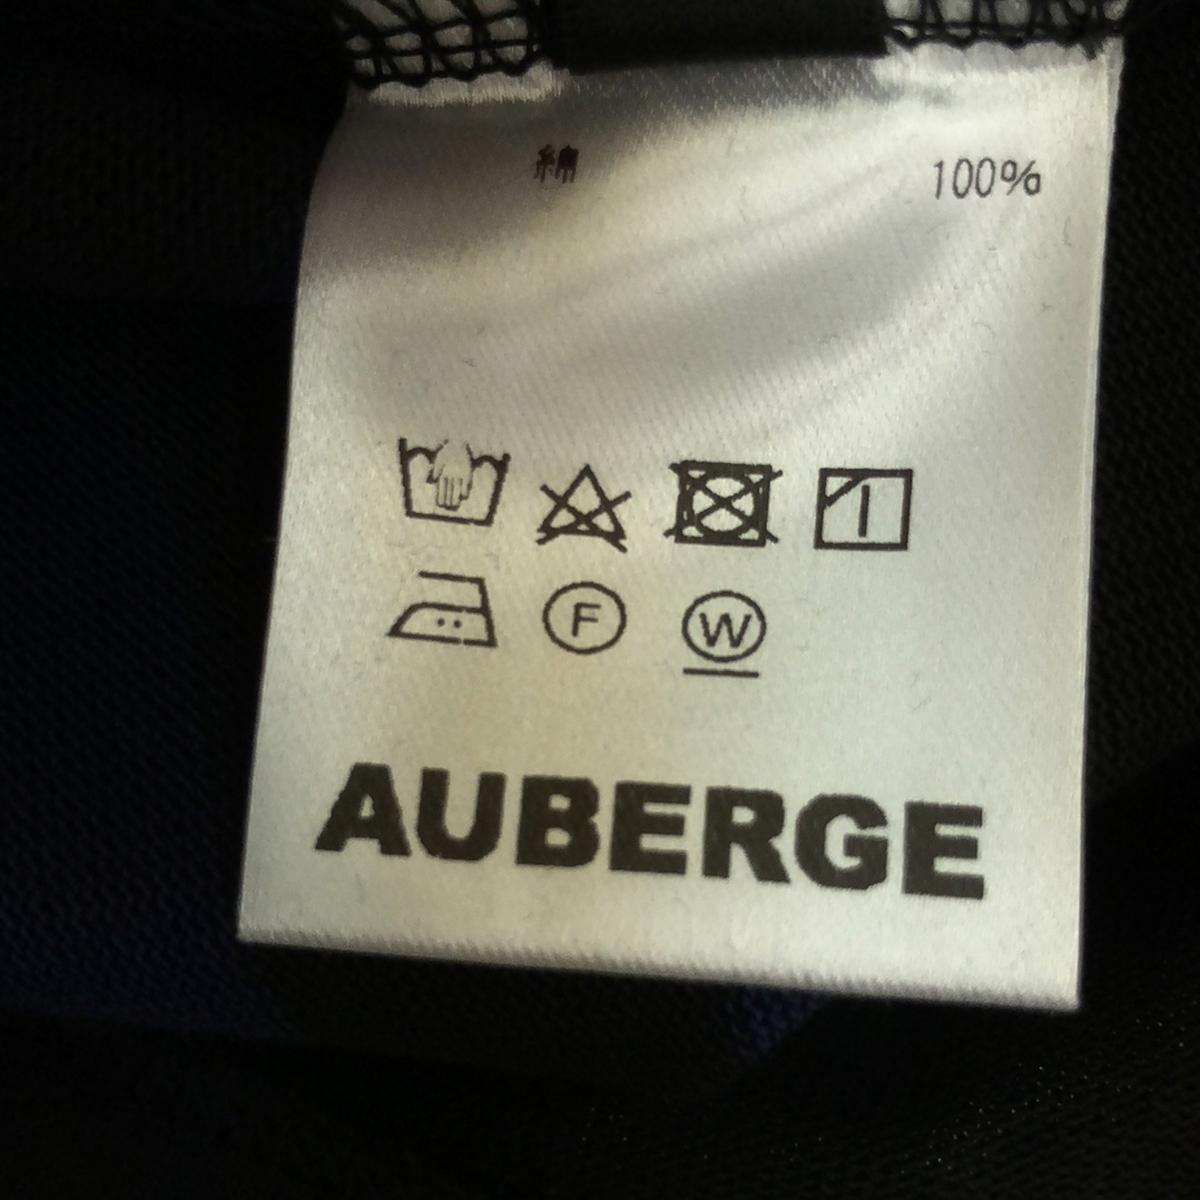 綿 100%
F W
AUBERGE